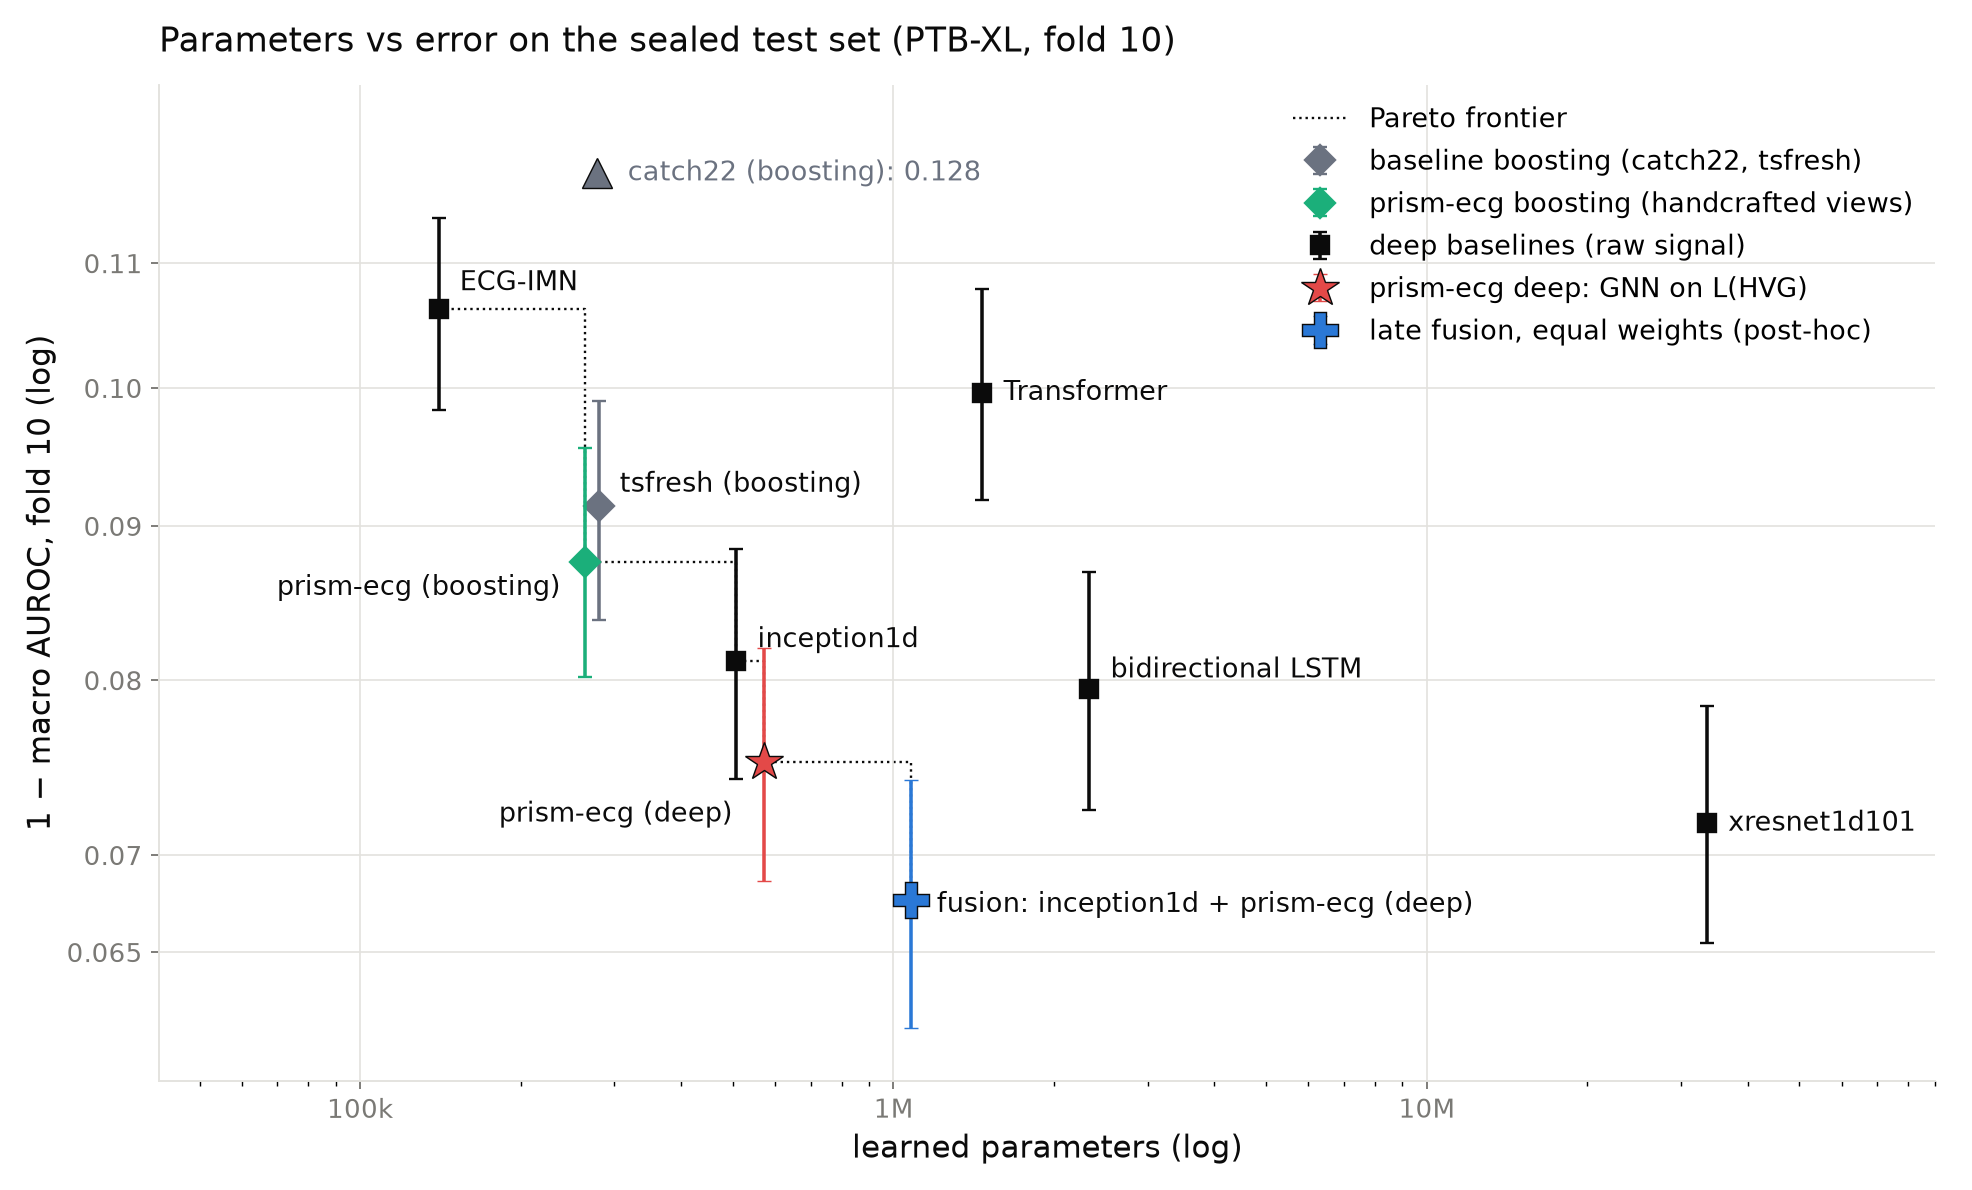 Parameters vs error on the sealed test set (PTB-XL, fold 10)
Pareto frontier
baseline boosting (catch22, tsfresh)
prism-ecg boosting (handcrafted views)
deep baselines (raw signal)
prism-ecg deep: GNN on L(HVG)
late fusion, equal weights (post-hoc)
catch22 (boosting): 0.128
ECG-IMN
Transformer
tsfresh (boosting)
prism-ecg (boosting)
inception1d
bidirectional LSTM
prism-ecg (deep)
xresnet1d101
fusion: inception1d + prism-ecg (deep)
1 − macro AUROC, fold 10 (log)
0.11
0.10
0.09
0.08
0.07
0.065
100k
1M
10M
learned parameters (log)